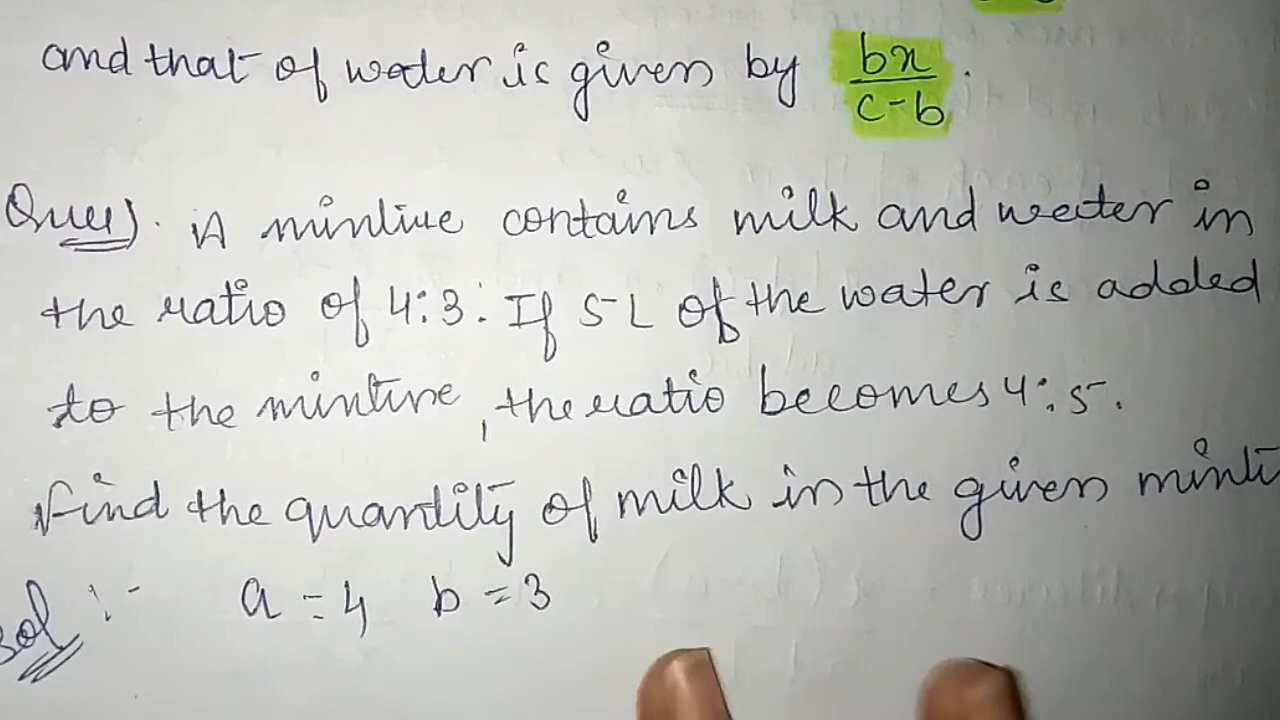 and that of water is given by bx/c-b.
Ques). A mixture contains milk and water in
the ratio of 4:3. If 5L of the water is added
to the mixture, the ratio becomes 4:5.
Find the quantity of milk in the given
Sol :- a = 4 b = 3